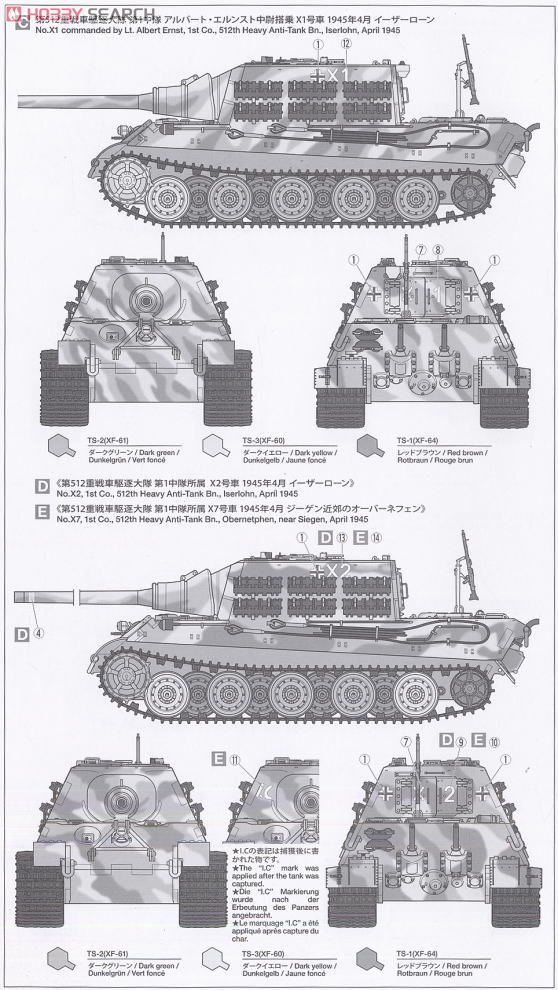 HOBBY SEARCH
C 第512重戦車駆逐大隊 第1中隊 アルバート・エルンスト中尉搭乗 X1号車 1945年4月 イーザーローン
No.X1 commanded by Lt. Albert Ernst, 1st Co., 512th Heavy Anti-Tank Bn., Iserlohn, April 1945
① ⑫
X1
① ⑦ ⑧ ①
TS-2(XF-61)
ダークグリーン / Dark green /
Dunkelgrün / Vert foncé
TS-3(XF-60)
ダークイエロー / Dark yellow /
Dunkelgelb / Jaune foncé
TS-1(XF-64)
レッドブラウン / Red brown /
Rotbraun / Rouge brun
D 《第512重戦車駆逐大隊 第1中隊所属 X2号車 1945年4月 イーザーローン》
No.X2, 1st Co., 512th Heavy Anti-Tank Bn., Iserlohn, April 1945
E 《第512重戦車駆逐大隊 第1中隊所属 X7号車 1945年4月 ジーゲン近郊のオーバーネフェン》
No.X7, 1st Co., 512th Heavy Anti-Tank Bn., Obernetphen, near Siegen, April 1945
① D ⑬ E ⑭
X2
D ④
E ⑪
I.C
① ⑦ D ⑨ E ⑩ ①
X 2
★I.Cの表記は捕獲後に書
かれた物です。
★The "I.C" mark was
applied after the tank was
captured.
★Die "I.C" Markierung
wurde nach der
Erbeutung des Panzers
angebracht.
★Le marquage "I.C" a été
appliqué après capture du
char.
TS-2(XF-61)
ダークグリーン / Dark green /
Dunkelgrün / Vert foncé
TS-3(XF-60)
ダークイエロー / Dark yellow /
Dunkelgelb / Jaune foncé
TS-1(XF-64)
レッドブラウン / Red brown /
Rotbraun / Rouge brun